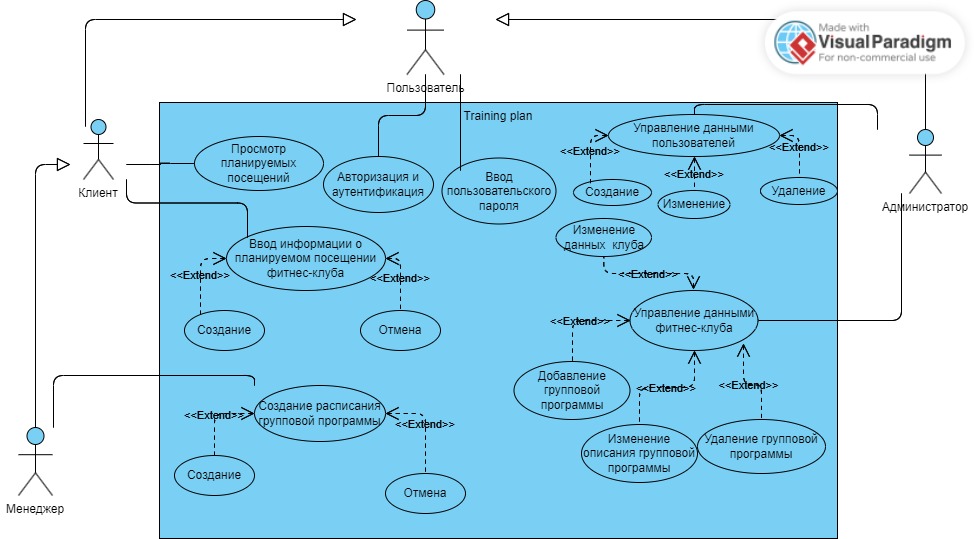 Made with
Visual Paradigm
For non-commercial use
Пользователь
Training plan
Просмотр
планируемых
посещений
Авторизация и
аутентификация
Ввод
пользовательского
пароля
Управление данными
пользователей
<<Extend>>
<<Extend>>
<<Extend>>
Создание
Изменение
Удаление
Клиент
Администратор
Ввод информации о
планируемом посещении
фитнес-клуба
<<Extend>>
<<Extend>>
Создание
Отмена
Изменение
данных клуба
<<Extend>>
Управление данными
фитнес-клуба
<<Extend>>
Добавление
групповой
программы
<<Extend>>
<<Extend>>
Изменение
описания групповой
программы
Удаление групповой
программы
Создание расписания
групповой программы
<<Extend>>
<<Extend>>
Создание
Отмена
Менеджер